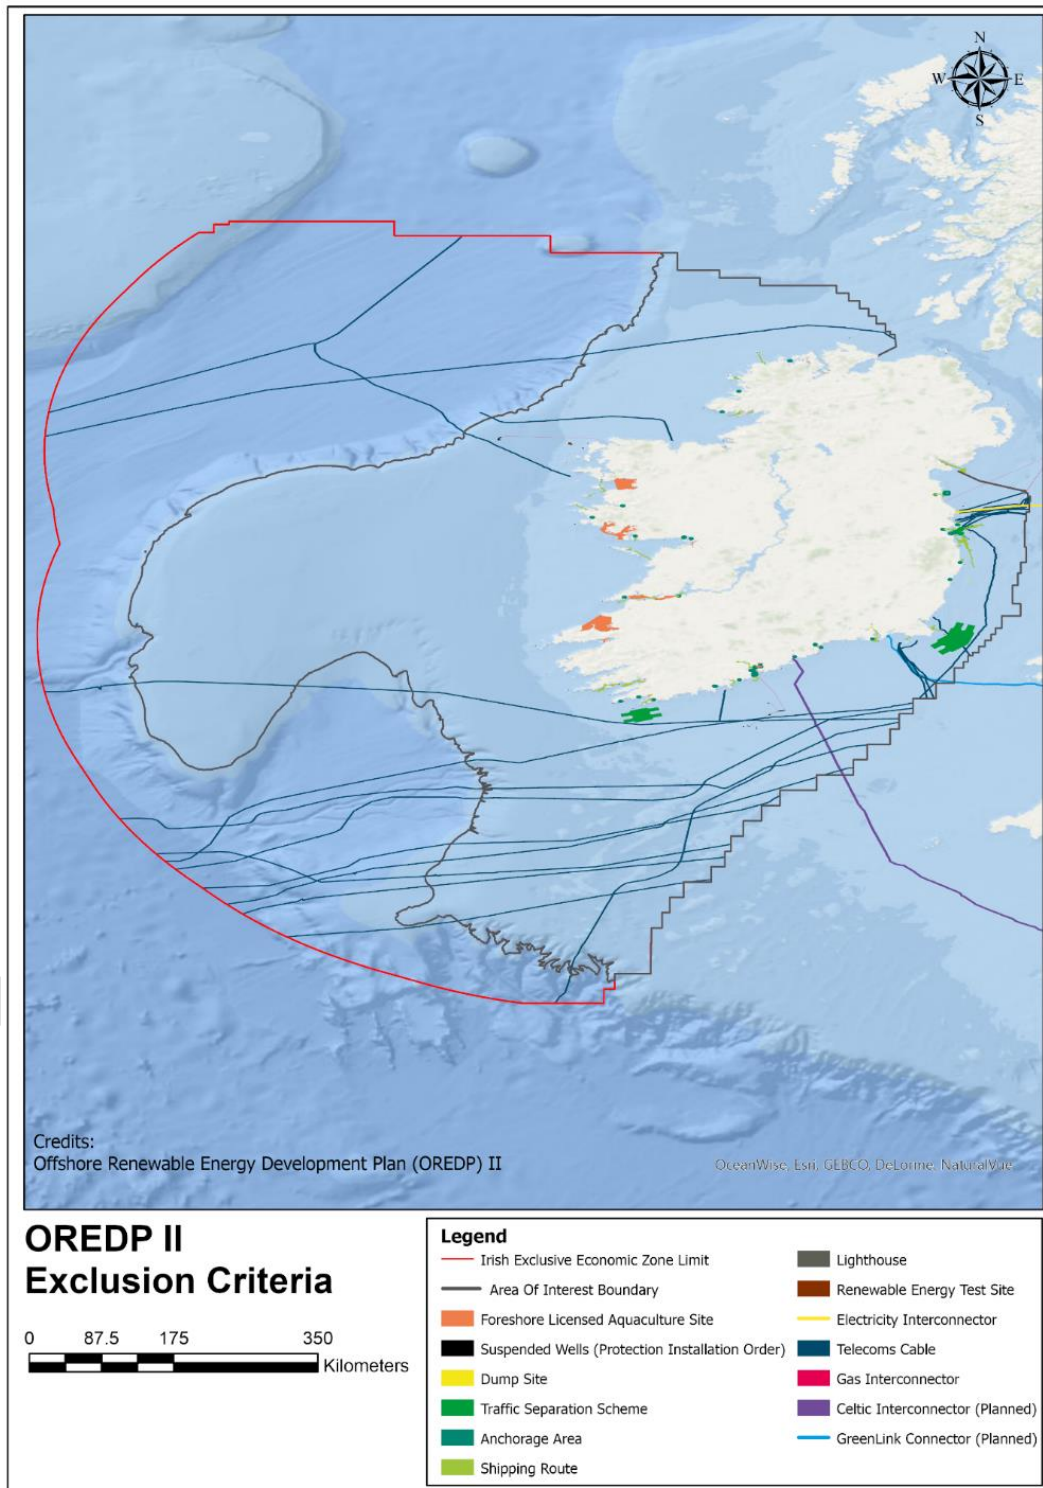 N
W E
S
Credits:
Offshore Renewable Energy Development Plan (OREDP) II
OceanWise, Esri, GEBCO, DeLorme, NaturalVue
OREDP II
Exclusion Criteria
0 87.5 175 350
Kilometers
Legend
Irish Exclusive Economic Zone Limit
Area Of Interest Boundary
Foreshore Licensed Aquaculture Site
Suspended Wells (Protection Installation Order)
Dump Site
Traffic Separation Scheme
Anchorage Area
Shipping Route
Lighthouse
Renewable Energy Test Site
Electricity Interconnector
Telecoms Cable
Gas Interconnector
Celtic Interconnector (Planned)
GreenLink Connector (Planned)